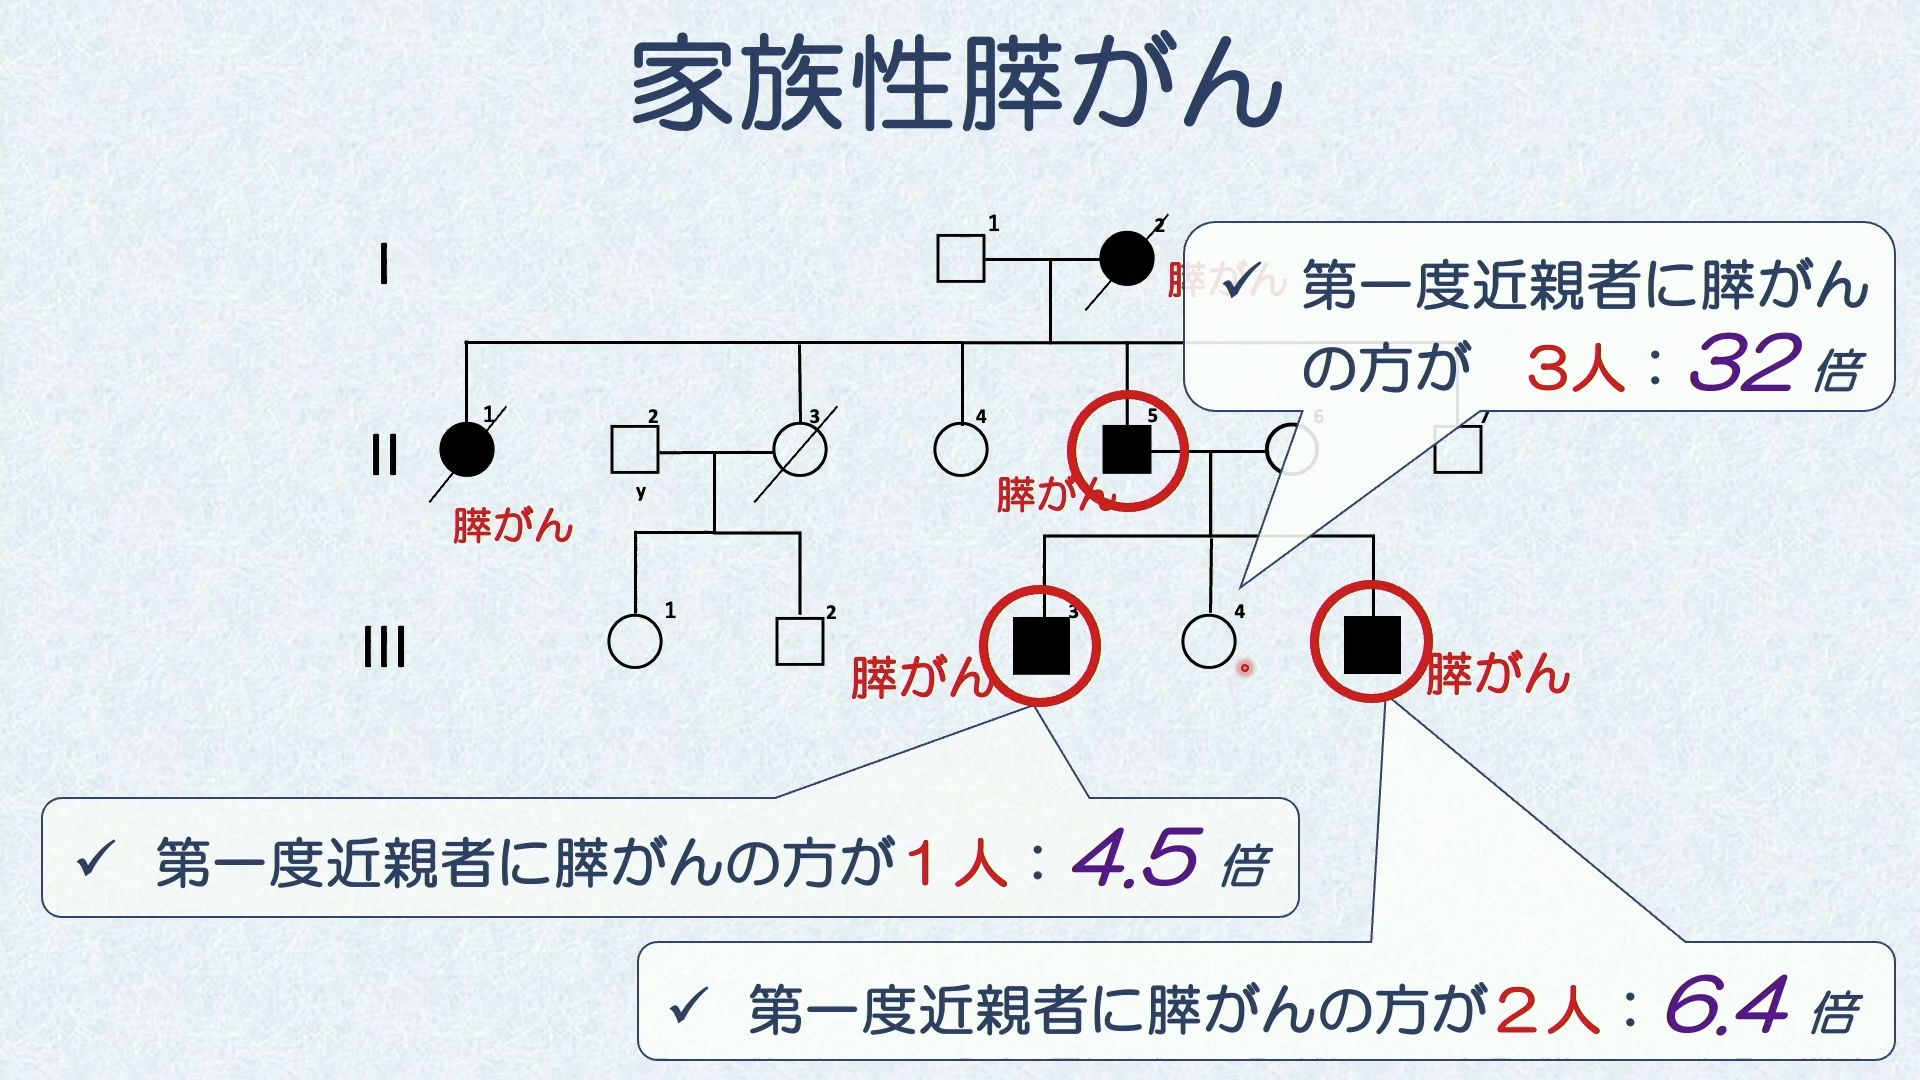 家族性膵がん
I
1
2
膵がん
✓ 第一度近親者に膵がん
の方が 3人：32 倍
II
1
2
3
4
5
6
7
y
膵がん
膵がん
III
1
2
3
4
膵がん
膵がん
✓ 第一度近親者に膵がんの方が1人：4.5 倍
✓ 第一度近親者に膵がんの方が2人：6.4 倍